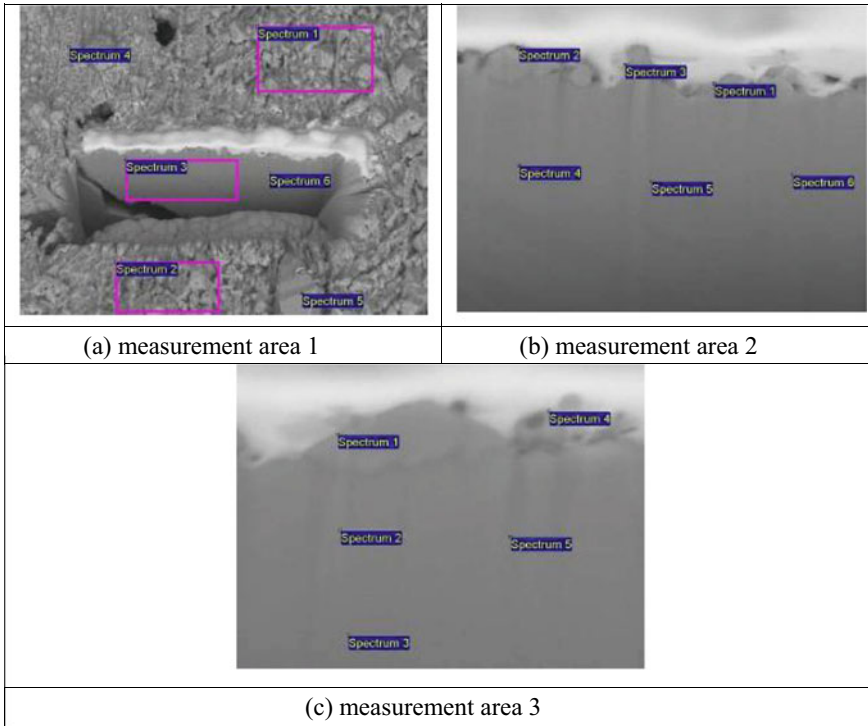 Spectrum 1
Spectrum 4
Spectrum 3
Spectrum 6
Spectrum 2
Spectrum 5
(a) measurement area 1
Spectrum 2
Spectrum 3
Spectrum 1
Spectrum 4
Spectrum 5
Spectrum 6
(b) measurement area 2
Spectrum 4
Spectrum 1
Spectrum 2
Spectrum 5
Spectrum 3
(c) measurement area 3